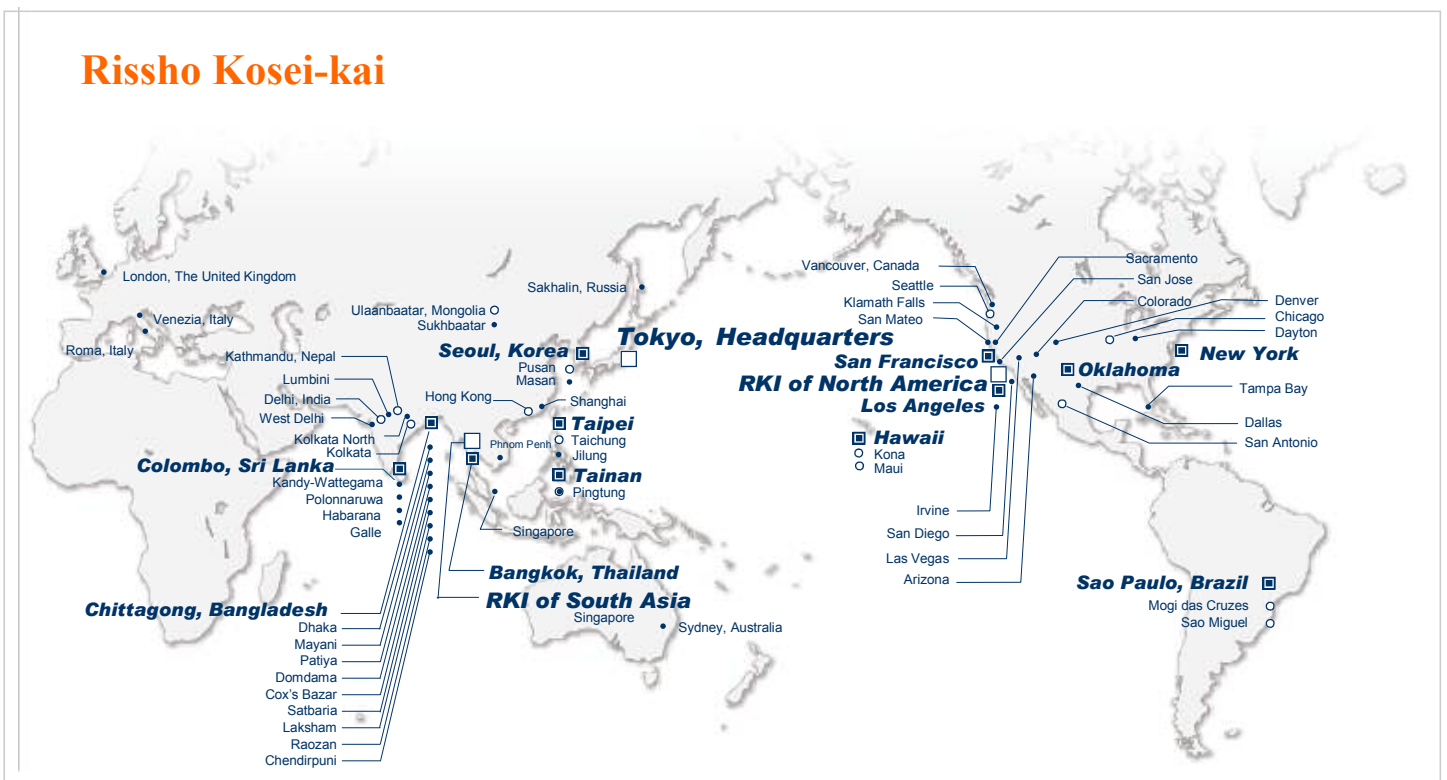 Rissho Kosei-kai
London, The United Kingdom
Venezia, Italy
Roma, Italy
Ulaanbaatar, Mongolia
Sukhbaatar
Sakhalin, Russia
Tokyo, Headquarters
Seoul, Korea
Pusan
Masan
Kathmandu, Nepal
Lumbini
Delhi, India
West Delhi
Kolkata North
Kolkata
Hong Kong
Shanghai
Taipei
Taichung
Jilung
Phnom Penh
Tainan
Pingtung
Colombo, Sri Lanka
Kandy-Wattegama
Polonnaruwa
Habarana
Galle
Singapore
Bangkok, Thailand
RKI of South Asia
Singapore
Sydney, Australia
Chittagong, Bangladesh
Dhaka
Mayani
Patiya
Domdama
Cox's Bazar
Satbaria
Laksham
Raozan
Chendirpuni
Vancouver, Canada
Seattle
Klamath Falls
San Mateo
Sacramento
San Jose
Colorado
Denver
Chicago
Dayton
San Francisco
RKI of North America
Los Angeles
Oklahoma
New York
Tampa Bay
Dallas
San Antonio
Hawaii
Kona
Maui
Irvine
San Diego
Las Vegas
Arizona
Sao Paulo, Brazil
Mogi das Cruzes
Sao Miguel